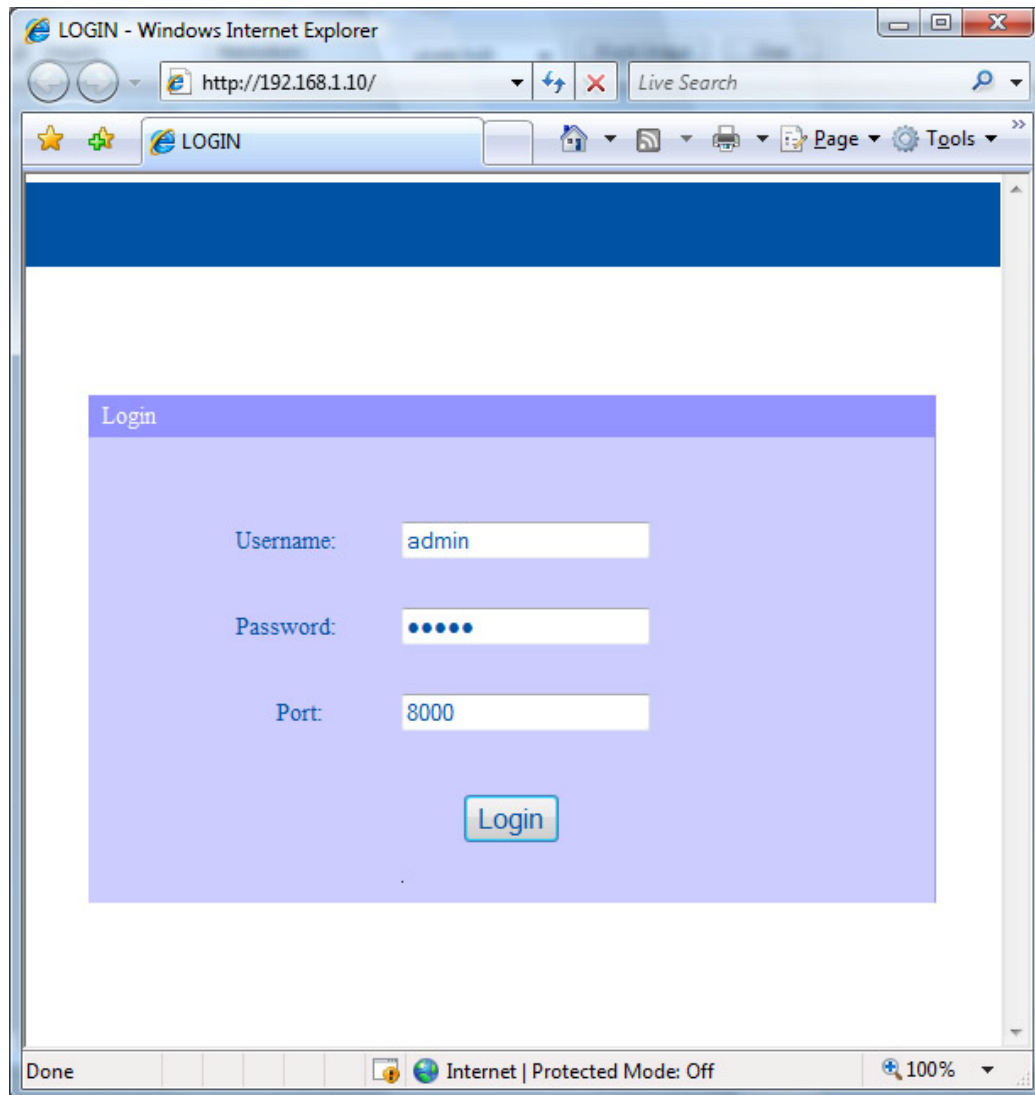 LOGIN - Windows Internet Explorer
http://192.168.1.10/
Live Search
LOGIN
Page
Tools
»
Login
Username: admin
Password: •••••
Port: 8000
Login
.
Done
Internet | Protected Mode: Off
100%